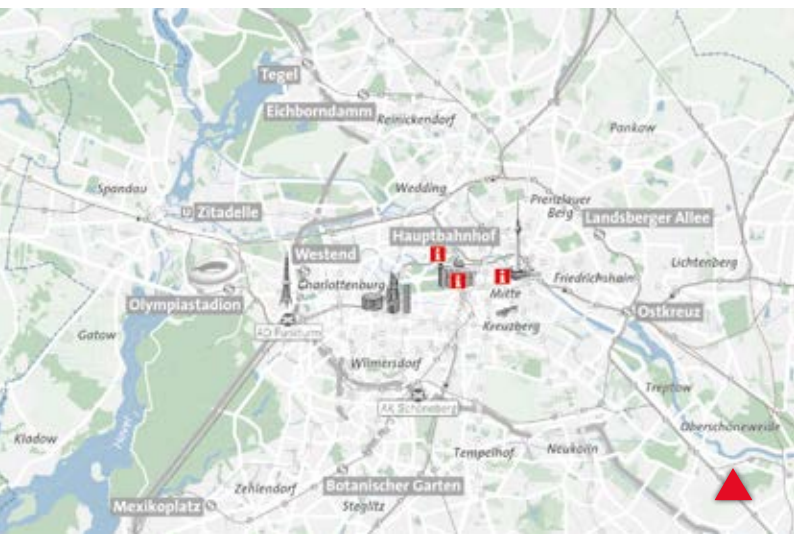 Tegel
Eichborndamm
Reinickendorf
Pankow
Spandau
Wedding
Prenzlauer
Berg
U Zitadelle
Landsberger Allee
Hauptbahnhof
Westend
Lichtenberg
Charlottenburg
Friedrichshain
Mitte
Olympiastadion
Ostkreuz
Kreuzberg
AD Funkturm
Gatow
Wilmersdorf
Treptow
AK Schöneberg
Havel
Oberschöneweide
Kladow
Tempelhof
Neukölln
Zehlendorf
Botanischer Garten
Mexikoplatz
Steglitz